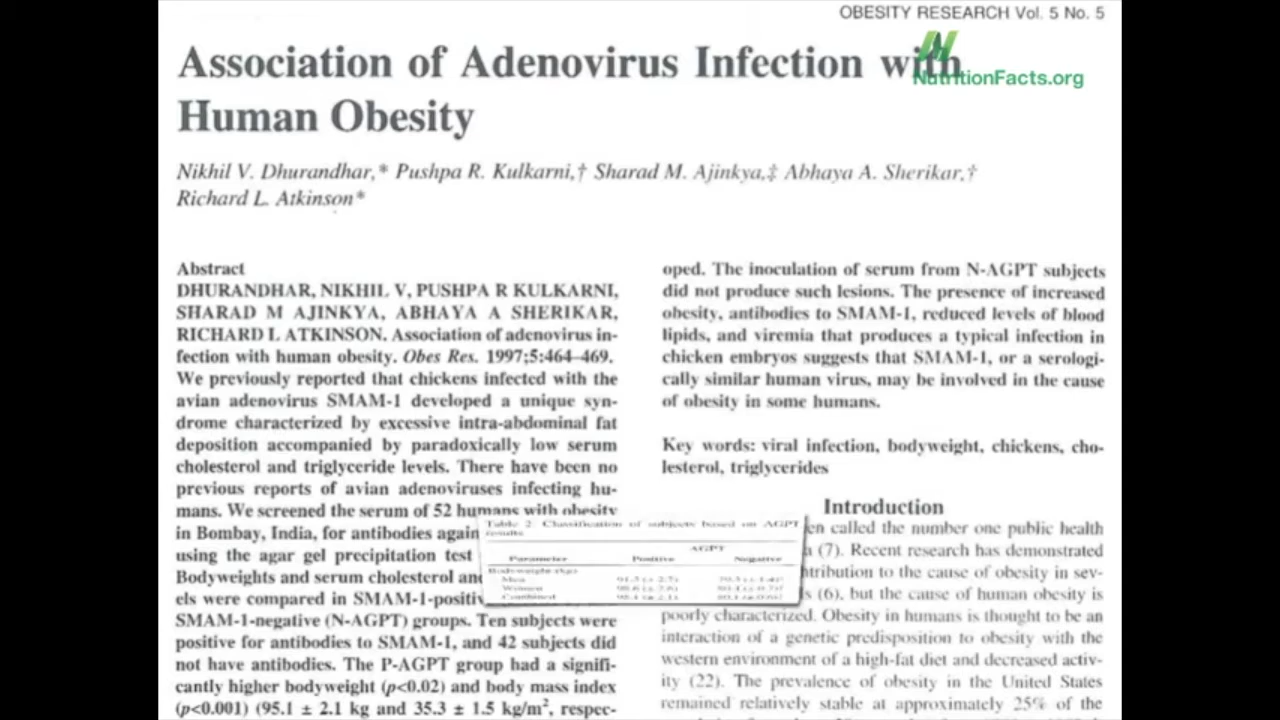 OBESITY RESEARCH Vol. 5 No. 5
NutritionFacts.org
Association of Adenovirus Infection with
Human Obesity
Nikhil V. Dhurandhar,* Pushpa R. Kulkarni,† Sharad M. Ajinkya,‡ Abhaya A. Sherikar,†
Richard L. Atkinson*
Abstract
DHURANDHAR, NIKHIL V, PUSHPA R KULKARNI,
SHARAD M AJINKYA, ABHAYA A SHERIKAR,
RICHARD L ATKINSON. Association of adenovirus in-
fection with human obesity. Obes Res. 1997;5:464–469.
We previously reported that chickens infected with the
avian adenovirus SMAM-1 developed a unique syn-
drome characterized by excessive intra-abdominal fat
deposition accompanied by paradoxically low serum
cholesterol and triglyceride levels. There have been no
previous reports of avian adenoviruses infecting hu-
mans. We screened the serum of 52 humans with obesity
in Bombay, India, for antibodies again
using the agar gel precipitation test
Bodyweights and serum cholesterol and
els were compared in SMAM-1-positiv
SMAM-1-negative (N-AGPT) groups. Ten subjects were
positive for antibodies to SMAM-1, and 42 subjects did
not have antibodies. The P-AGPT group had a signifi-
cantly higher bodyweight (p<0.02) and body mass index
(p<0.001) (95.1 ± 2.1 kg and 35.3 ± 1.5 kg/m², respec-
oped. The inoculation of serum from N-AGPT subjects
did not produce such lesions. The presence of increased
obesity, antibodies to SMAM-1, reduced levels of blood
lipids, and viremia that produces a typical infection in
chicken embryos suggests that SMAM-1, or a serologi-
cally similar human virus, may be involved in the cause
of obesity in some humans.
Key words: viral infection, bodyweight, chickens, cho-
lesterol, triglycerides
Introduction
en called the number one public health
(7). Recent research has demonstrated
ntribution to the cause of obesity in sev-
s (6), but the cause of human obesity is
poorly characterized. Obesity in humans is thought to be an
interaction of a genetic predisposition to obesity with the
western environment of a high-fat diet and decreased activ-
ity (22). The prevalence of obesity in the United States
remained relatively stable at approximately 25% of the
Table 2. Classification of subjects based on AGPT
results
AGPT
Parameter Positive Negative
Bodyweight (kg)
Men
Women
Combined